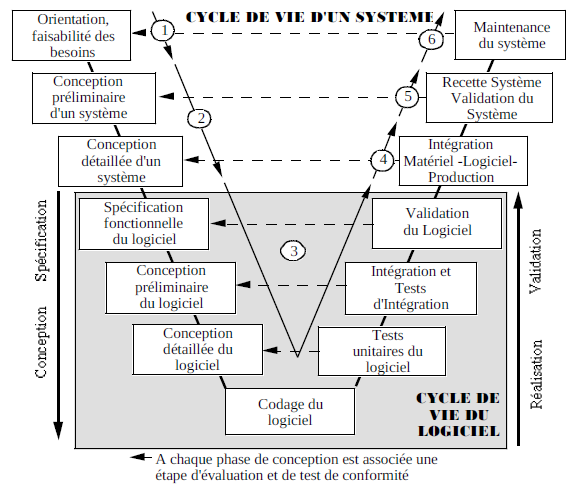 CYCLE DE VIE D'UN SYSTÈME
Orientation,
faisabilité des
besoins
1
6
Maintenance
du système
Conception
préliminaire
d'un système
2
5
Recette Système
Validation du
Système
Conception
détaillée d'un
système
4
Intégration
Matériel -Logiciel-
Production
Spécification
Conception
Spécification
fonctionnelle
du logiciel
3
Validation
du Logiciel
Validation
Réalisation
Conception
préliminaire
du logiciel
Intégration et
Tests
d'Intégration
Conception
détaillée du
logiciel
Tests
unitaires du
logiciel
Codage du
logiciel
CYCLE DE
VIE DU
LOGICIEL
A chaque phase de conception est associée une
étape d'évaluation et de test de conformité